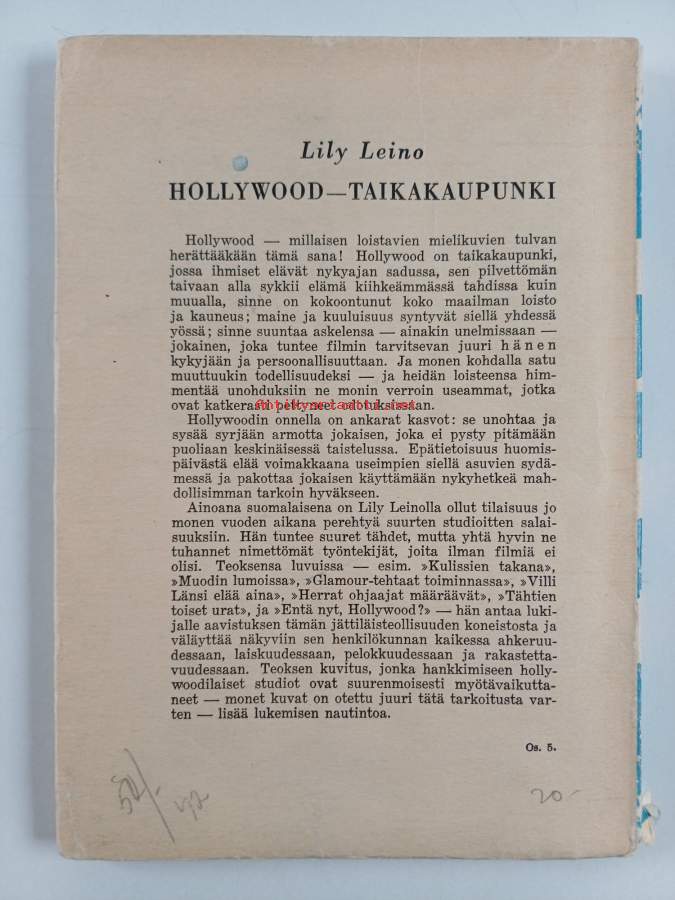 Lily Leino
HOLLYWOOD—TAIKAKAUPUNKI
Hollywood — millaisen loistavien mielikuvien tulvan
herättääkään tämä sana! Hollywood on taikakaupunki,
jossa ihmiset elävät nykyajan sadussa, sen pilvettömän
taivaan alla sykkii elämä kiihkeämmässä tahdissa kuin
muualla, sinne on kokoontunut koko maailman loisto
ja kauneus; maine ja kuuluisuus syntyvät siellä yhdessä
yössä; sinne suuntaa askelensa — ainakin unelmissaan —
jokainen, joka tuntee filmin tarvitsevan juuri hänen
kykyjään ja persoonallisuuttaan. Ja monen kohdalla satu
muuttuukin todellisuudeksi — ja heidän loisteensa him-
mentää unohduksiin ne monin verroin useammat, jotka
ovat katkerasti pettyneet odotuksissaan.
Hollywoodin onnella on ankarat kasvot: se unohtaa ja
sysää syrjään armotta jokaisen, joka ei pysty pitämään
puoliaan keskinäisessä taistelussa. Epätietoisuus huomis-
päivästä elää voimakkaana useimpien siellä asuvien sydä-
messä ja pakottaa jokaisen käyttämään nykyhetkeä mah-
dollisimman tarkoin hyväkseen.
Ainoana suomalaisena on Lily Leinolla ollut tilaisuus jo
monen vuoden aikana perehtyä suurten studioitten salai-
suuksiin. Hän tuntee suuret tähdet, mutta yhtä hyvin ne
tuhannet nimettömät työntekijät, joita ilman filmiä ei
olisi. Teoksensa luvuissa — esim. »Kulissien takana»,
»Muodin lumoissa», »Glamour-tehtaat toiminnassa», »Villi
Länsi elää aina», »Herrat ohjaajat määräävät», »Tähtien
toiset urat», ja »Entä nyt, Hollywood?» — hän antaa luki-
jalle aavistuksen tämän jättiläisteollisuuden koneistosta ja
väläyttää näkyviin sen henkilökunnan kaikessa ahkeruu-
dessaan, laiskuudessaan, pelokkuudessaan ja rakastetta-
vuudessaan. Teoksen kuvitus, jonka hankkimiseen holly-
woodilaiset studiot ovat suurenmoisesti myötävaikutta-
neet — monet kuvat on otettu juuri tätä tarkoitusta var-
ten — lisää lukemisen nautintoa.
Os. 5.
20-